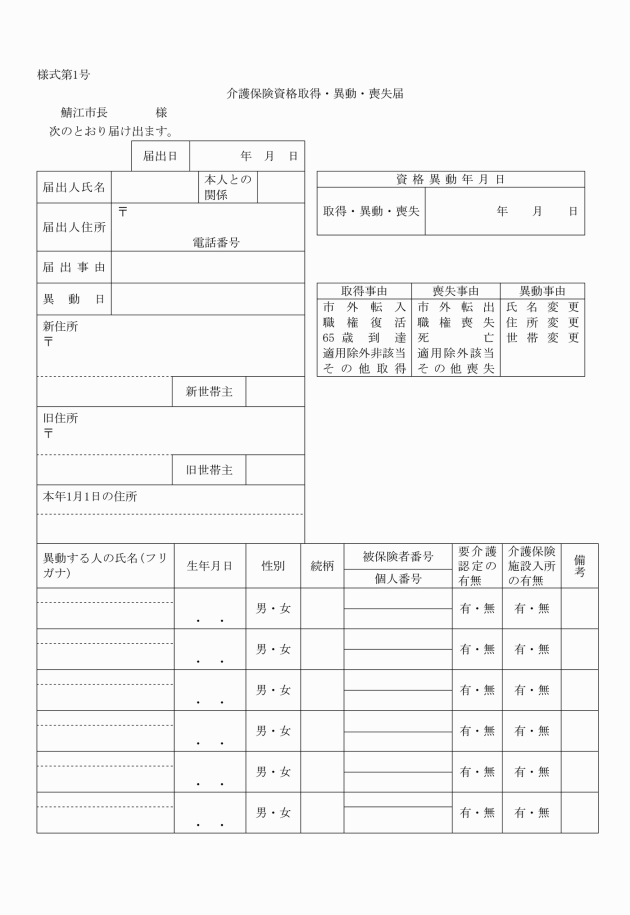 様式第1号
介護保険資格取得・異動・喪失届
鯖江市長　　　　様
次のとおり届け出ます。
届出日　　　年　月　日
届出人氏名
本人との
関係
届出人住所
〒
電話番号
届出事由
異動日
新住所
〒
新世帯主
旧住所
〒
旧世帯主
本年1月1日の住所
資格異動年月日
取得・異動・喪失　　　年　月　日
取得事由　喪失事由　異動事由
市外転入　市外転出　氏名変更
職権復活　職権喪失　住所変更
65歳到達　死亡　世帯変更
適用除外非該当　適用除外該当
その他取得　その他喪失
異動する人の氏名(フリ
ガナ)
生年月日
性別
続柄
被保険者番号
個人番号
要介護
認定の
有無
介護保険
施設入所
の有無
備
考
・　・　男・女　有・無　有・無
・　・　男・女　有・無　有・無
・　・　男・女　有・無　有・無
・　・　男・女　有・無　有・無
・　・　男・女　有・無　有・無
・　・　男・女　有・無　有・無